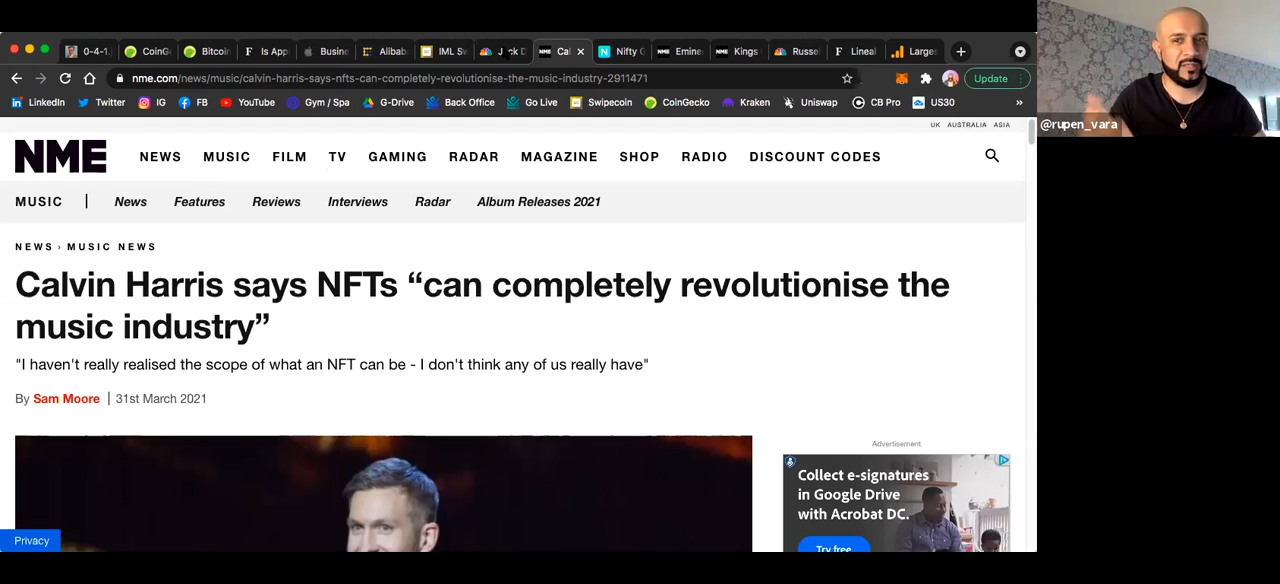 0-4-1.
CoinG
Bitcoin
Is App
Busin
Alibab
IML Sw
Jack D
Cal
Nifty G
Emine
Kings
Russe
Lineal
Large
nme.com/news/music/calvin-harris-says-nfts-can-completely-revolutionise-the-music-industry-2911471
Update
LinkedIn
Twitter
IG
FB
YouTube
Gym / Spa
G-Drive
Back Office
Go Live
Swipecoin
CoinGecko
Kraken
Uniswap
CB Pro
US30
»
@rupen_vara
UK AUSTRALIA ASIA
NME
NEWS MUSIC FILM TV GAMING RADAR MAGAZINE SHOP RADIO DISCOUNT CODES
MUSIC | News Features Reviews Interviews Radar Album Releases 2021
NEWS › MUSIC NEWS
Calvin Harris says NFTs “can completely revolutionise the
music industry”
"I haven't really realised the scope of what an NFT can be - I don't think any of us really have"
By Sam Moore | 31st March 2021
Advertisement
Collect e-signatures
in Google Drive
with Acrobat DC.
Try free
Privacy